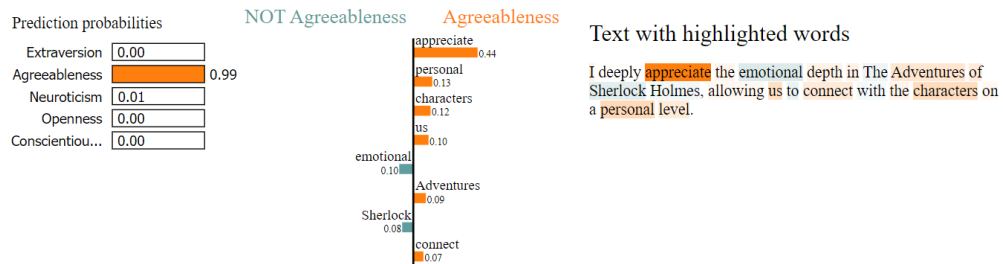 Prediction probabilities
Extraversion 0.00
Agreeableness 0.99
Neuroticism 0.01
Openness 0.00
Conscientiou... 0.00
NOT Agreeableness Agreeableness
appreciate
0.44
personal
0.13
characters
0.12
us
0.10
emotional
0.10
Adventures
0.09
Sherlock
0.08
connect
0.07
Text with highlighted words
I deeply appreciate the emotional depth in The Adventures of
Sherlock Holmes, allowing us to connect with the characters on
a personal level.